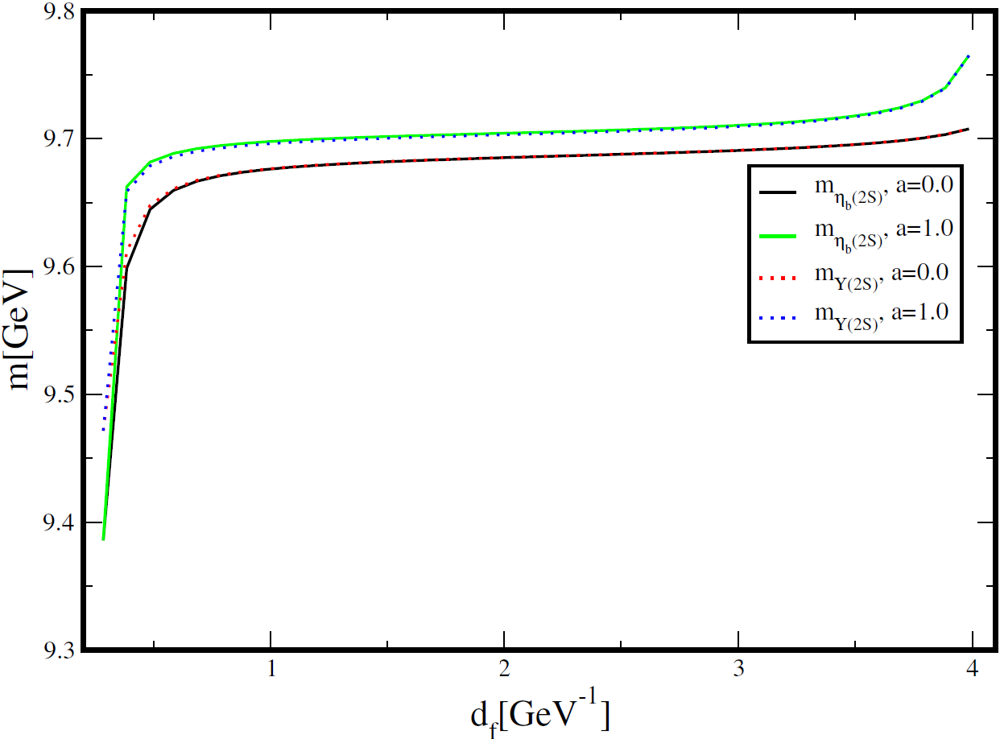 9.8
9.7
9.6
9.5
9.4
9.3
m[GeV]
m_{η_b(2S)}, a=0.0
m_{η_b(2S)}, a=1.0
m_{Υ(2S)}, a=0.0
m_{Υ(2S)}, a=1.0
1 2 3 4
d_f[GeV^{-1}]